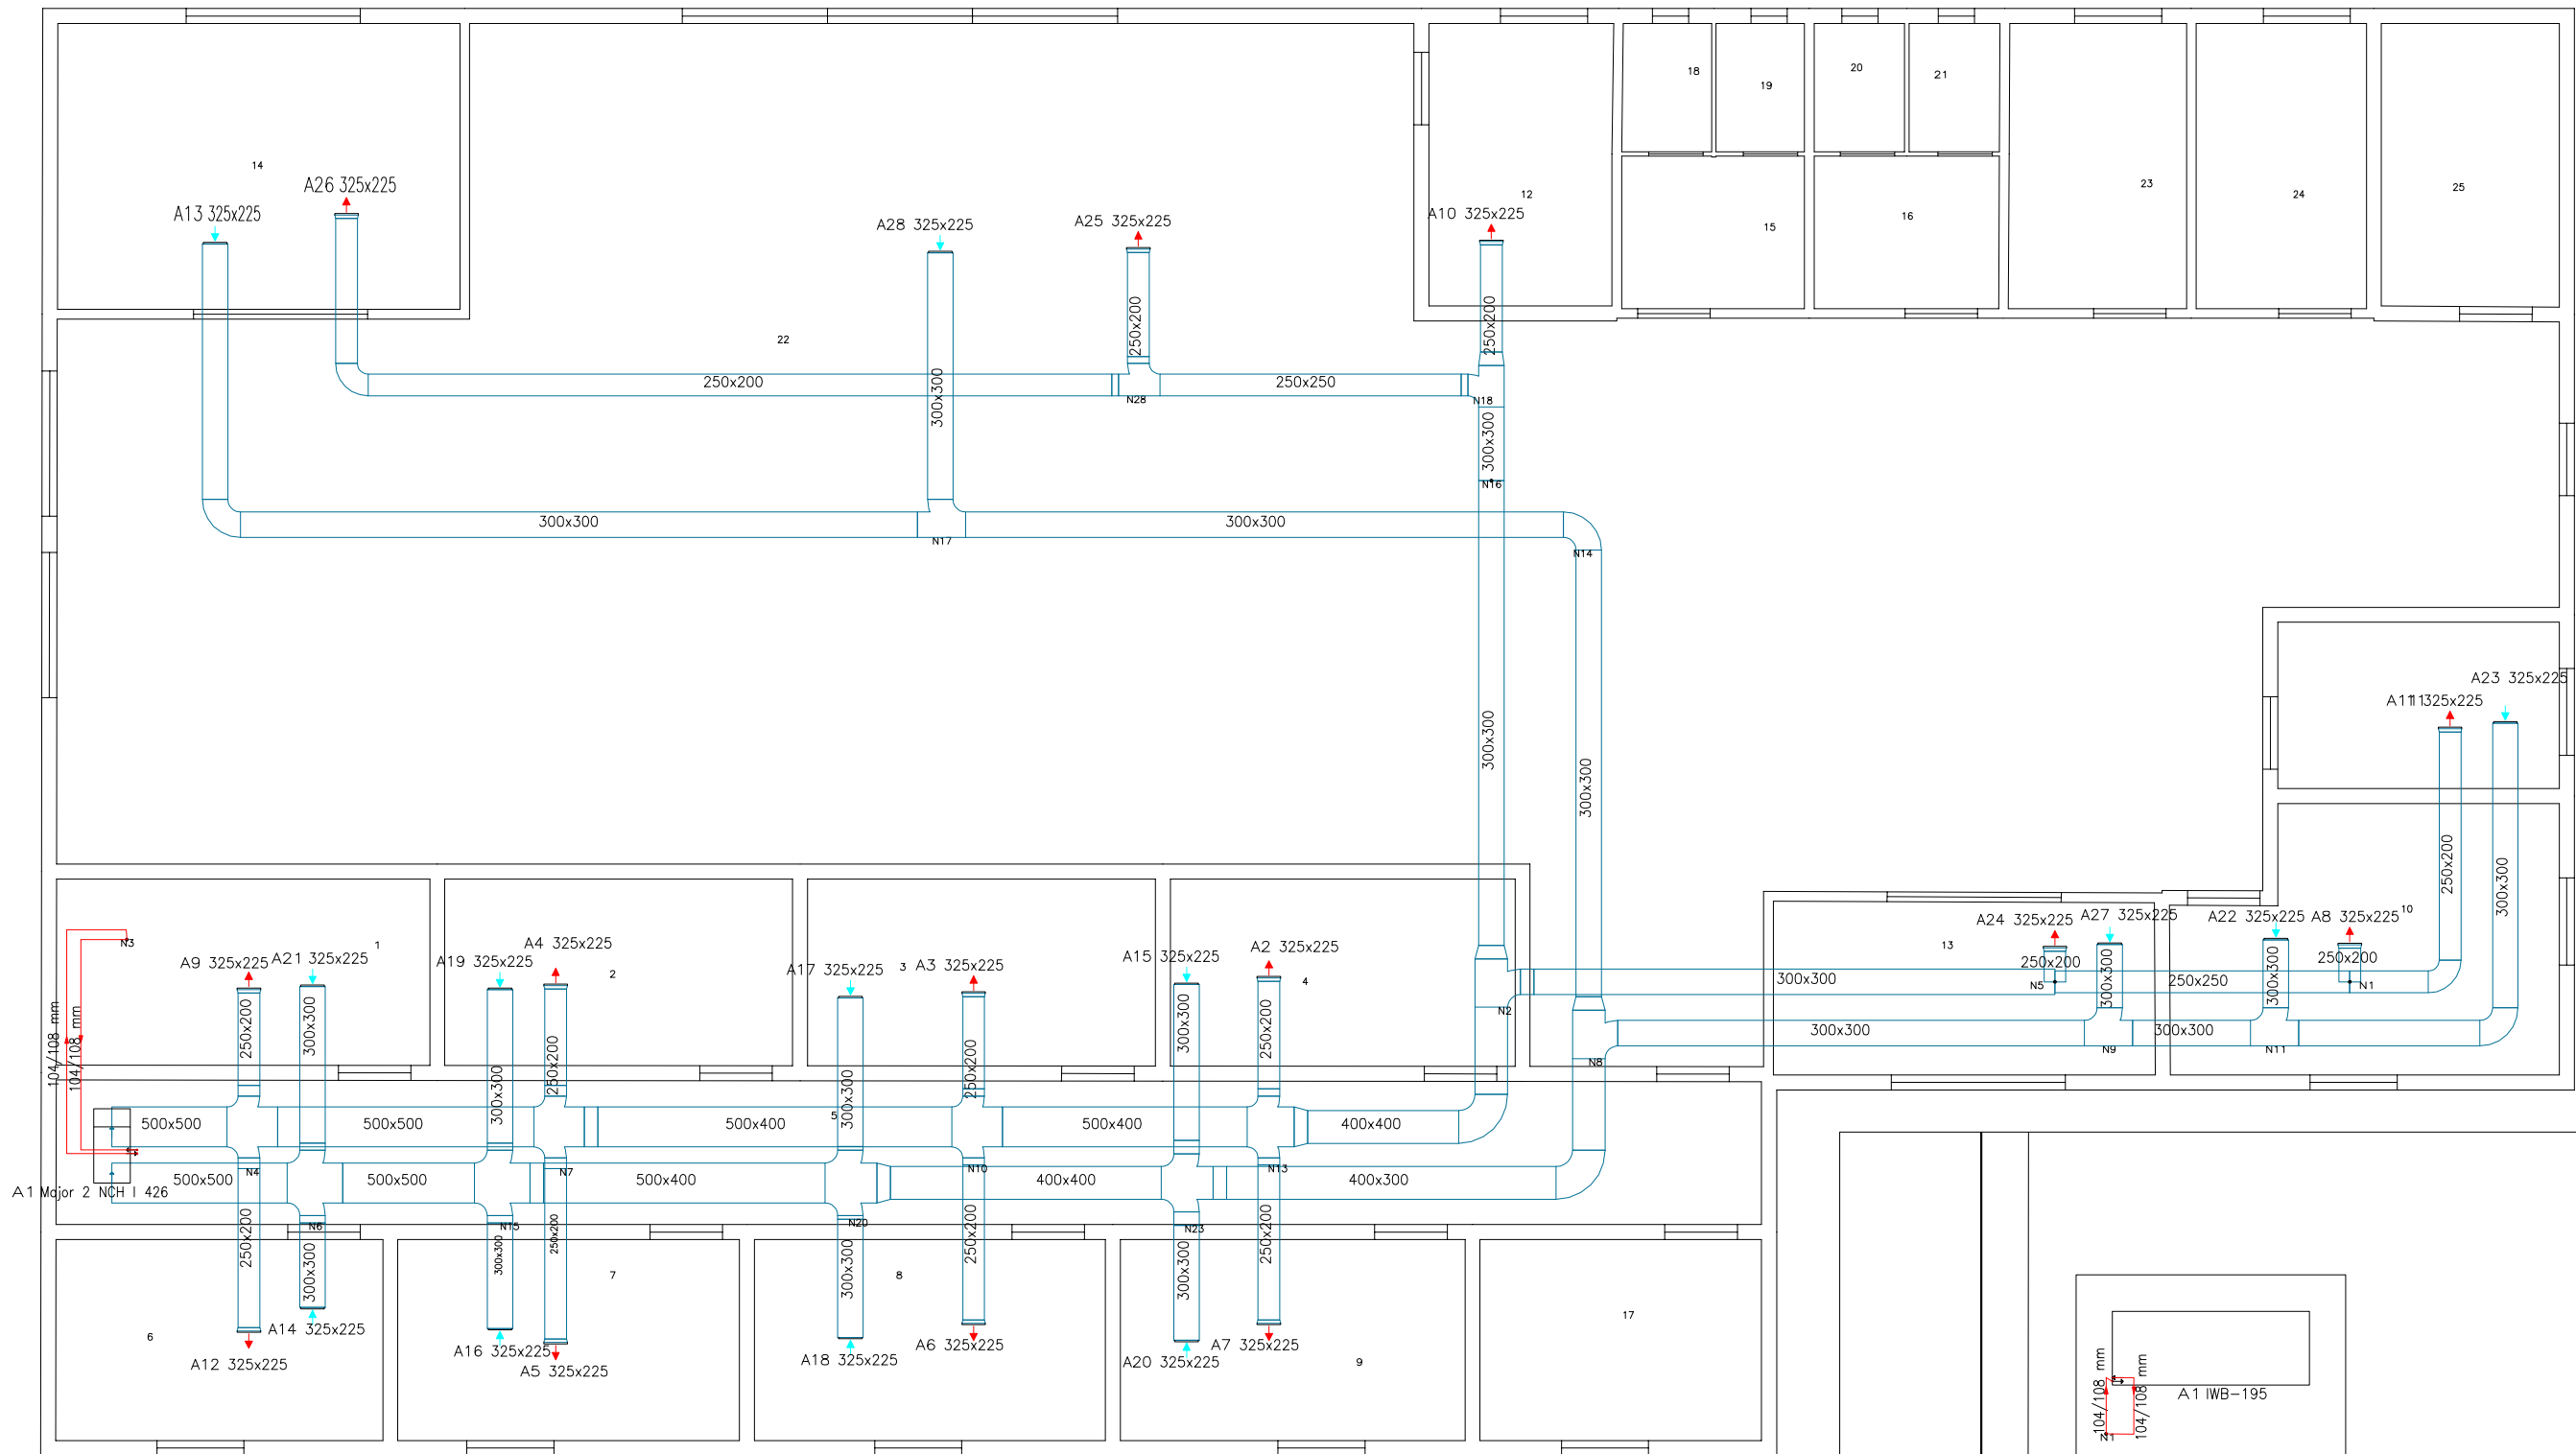 18
19
20
21
14
A26 325x225
23
24
25
12
A13 325x225
A28 325x225
A25 325x225
A10 325x225
16
15
250x200
250x200
22
250x200
250x250
N28
N18
300x300
300x300
N16
300x300
300x300
N17
N14
A23 325x225
A11 325x225
300x300
300x300
250x200
300x300
A24 325x225
A27 325x225
A22 325x225
A8 325x225
10
N3
1
A9 325x225
A21 325x225
A19 325x225
A4 325x225
2
A17 325x225
3
A3 325x225
A15 325x225
A2 325x225
4
13
250x200
300x300
300x300
250x200
300x300
N5
250x250
N1
N2
104/108 mm
104/108 mm
250x200
300x300
300x300
250x200
300x300
250x200
300x300
250x200
300x300
300x300
N9
N11
N8
5
500x500
500x500
500x400
500x400
400x400
N4
N7
N10
N13
A1 Major 2 NCH I 426
500x500
500x500
500x400
400x400
400x300
N6
N15
N20
N23
250x200
300x300
300x300
250x200
300x300
250x200
300x300
250x200
7
8
17
6
A14 325x225
A12 325x225
A16 325x225
A5 325x225
A18 325x225
A6 325x225
A20 325x225
A7 325x225
9
104/108 mm
104/108 mm
A1 IWB-195
N1